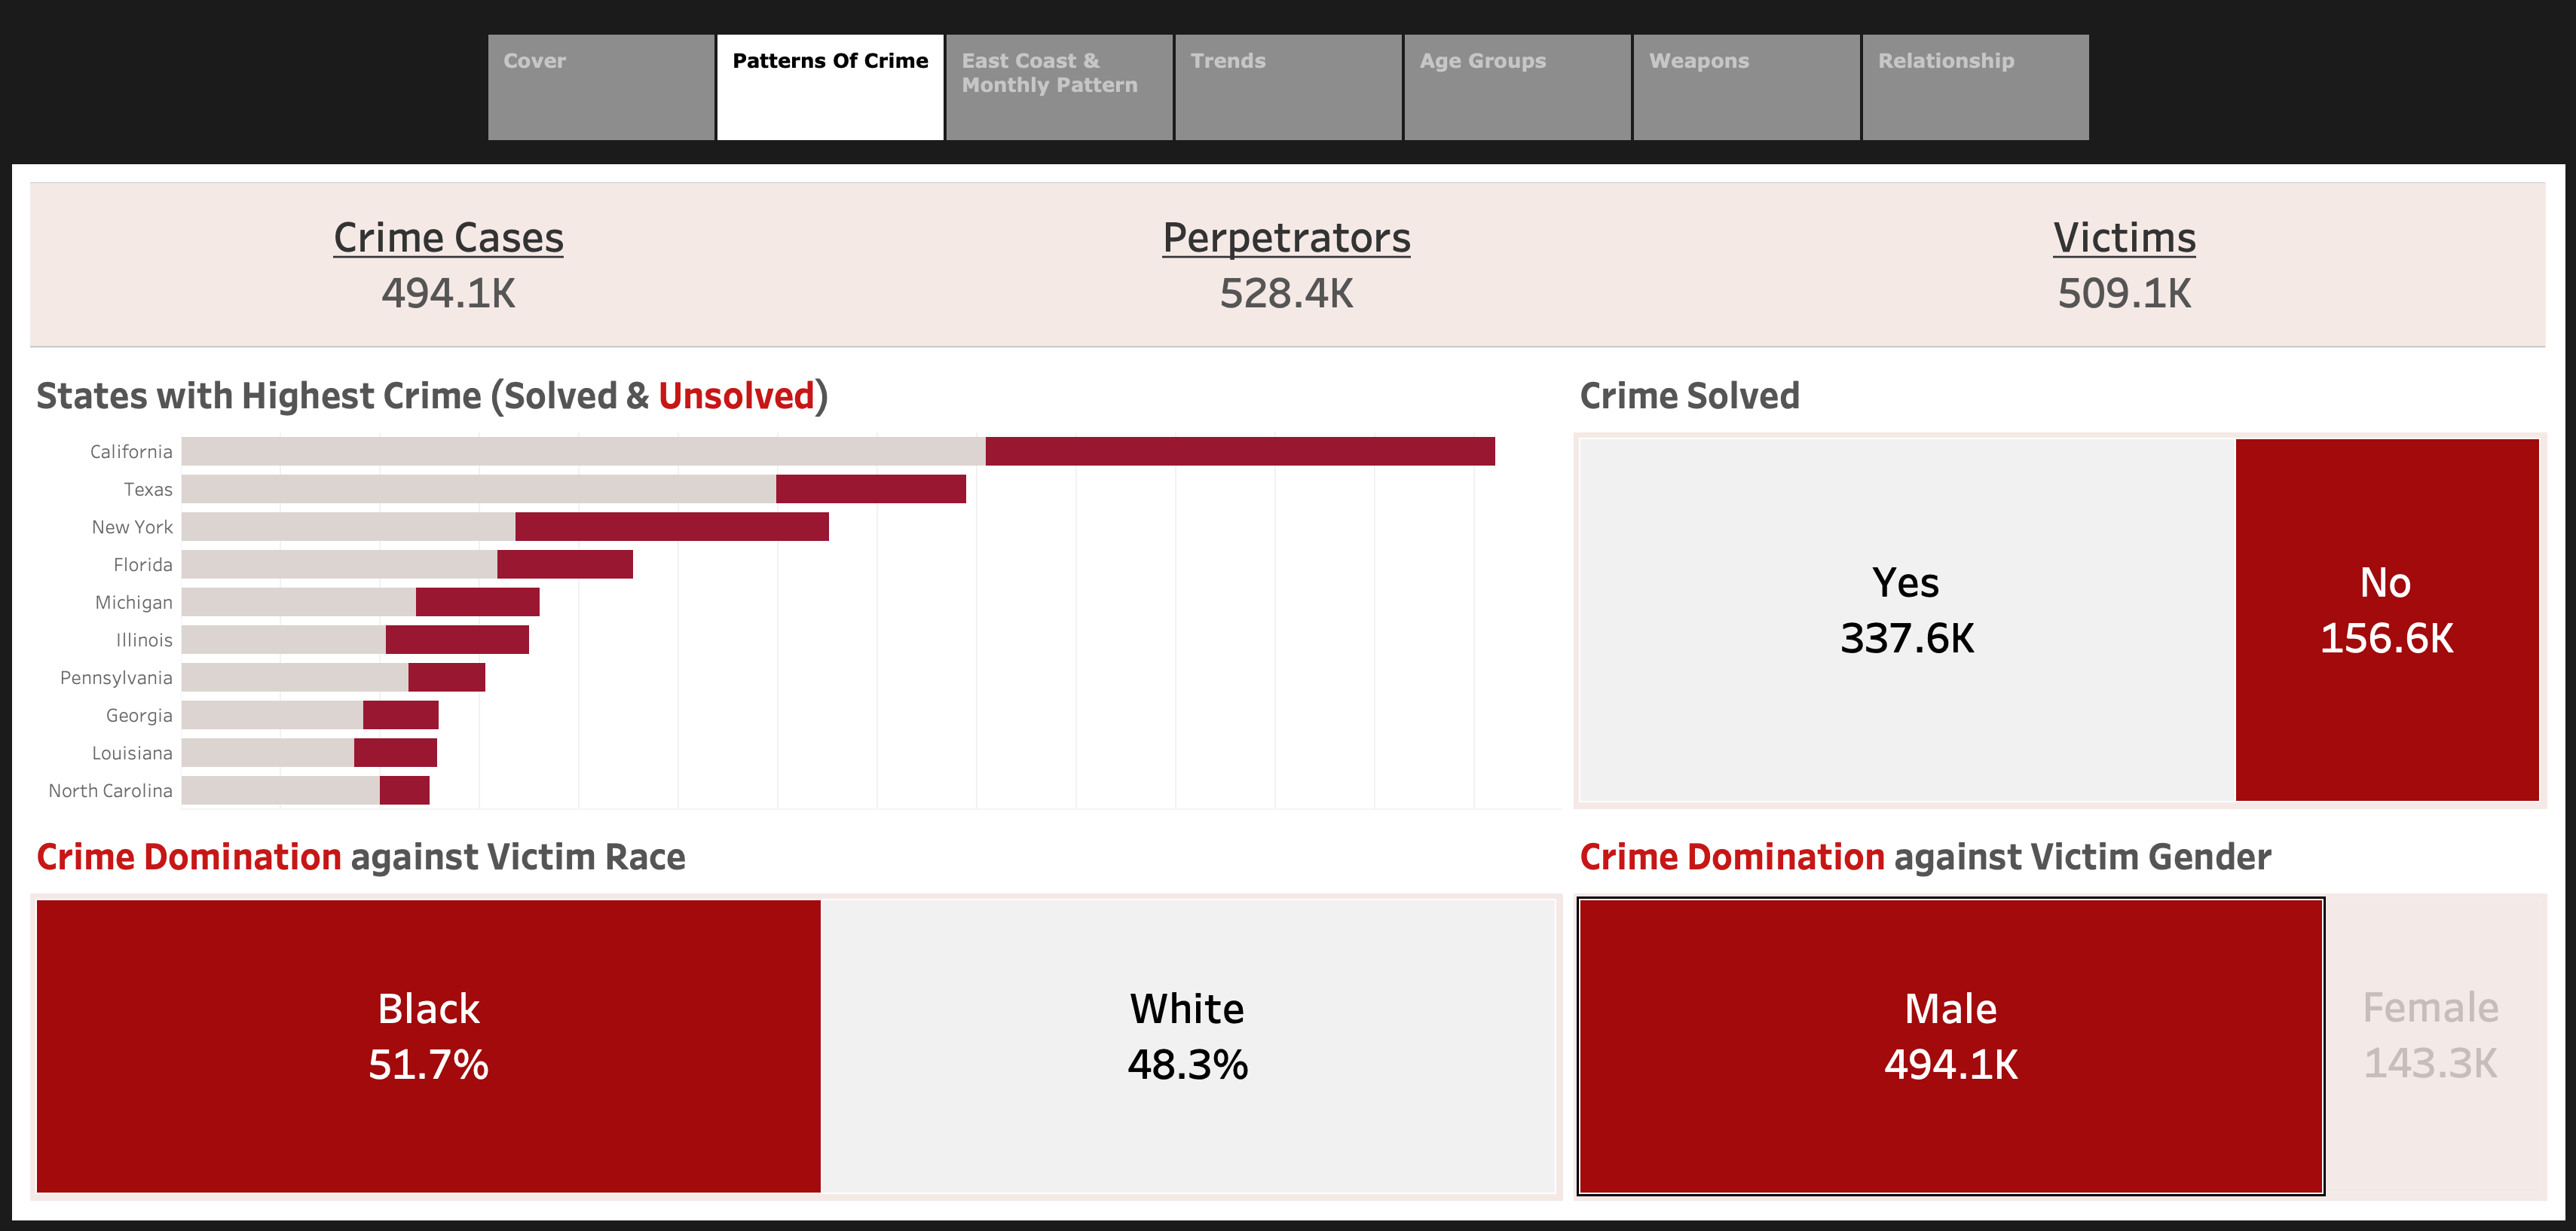 Cover
Patterns Of Crime
East Coast &
Monthly Pattern
Trends
Age Groups
Weapons
Relationship
Crime Cases
494.1K
Perpetrators
528.4K
Victims
509.1K
States with Highest Crime (Solved & Unsolved)
California
Texas
New York
Florida
Michigan
Illinois
Pennsylvania
Georgia
Louisiana
North Carolina
Crime Solved
Yes
337.6K
No
156.6K
Crime Domination against Victim Race
Black
51.7%
White
48.3%
Crime Domination against Victim Gender
Male
494.1K
Female
143.3K